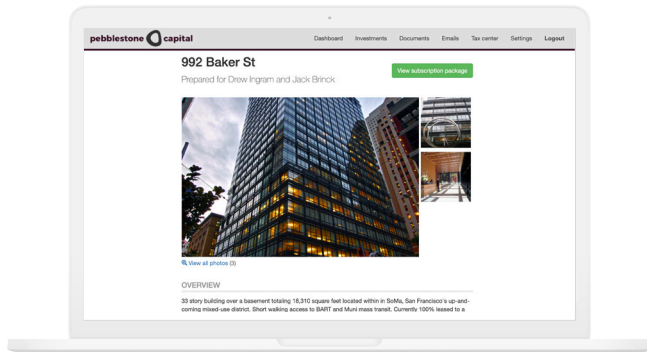 pebblestone capital
Dashboard Investments Documents Emails Tax center Settings Logout
992 Baker St
View subscription package
Prepared for Drew Ingram and Jack Brinck
View all photos (3)
OVERVIEW
33 story building over a basement totaling 18,310 square feet located within in SoMa, San Francisco's up-and-
coming mixed-use district. Short walking access to BART and Muni mass transit. Currently 100% leased to a